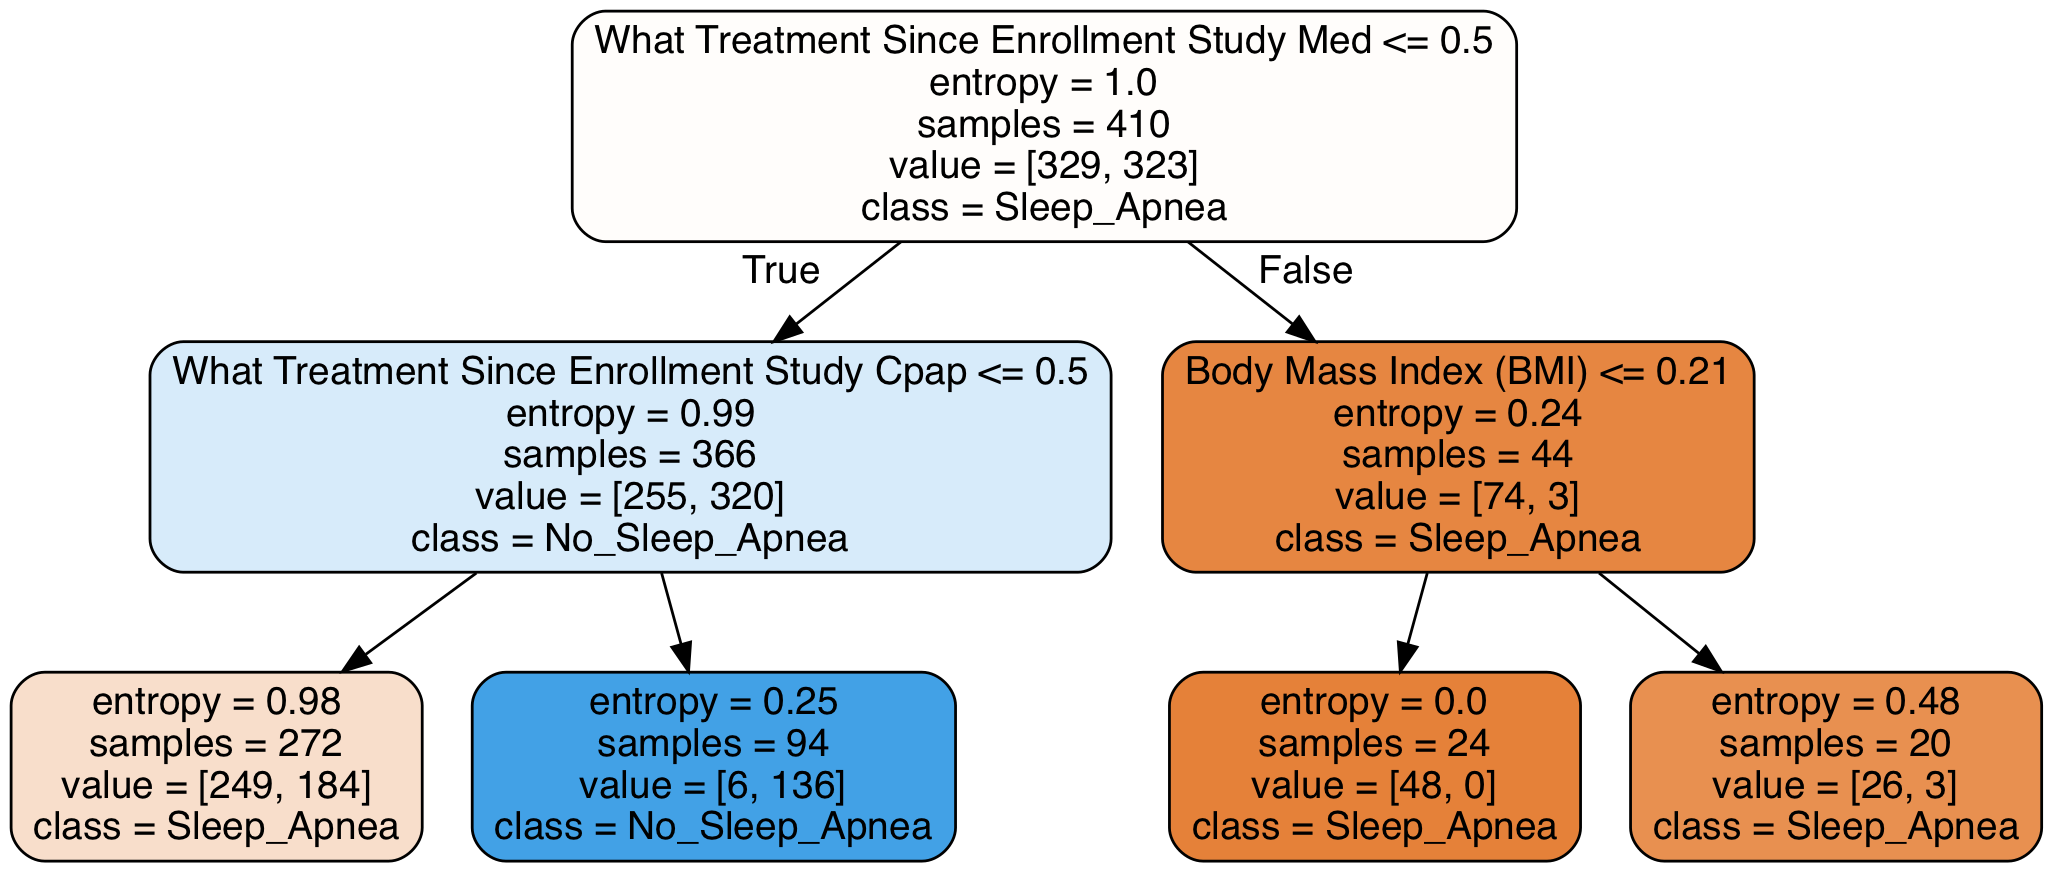 What Treatment Since Enrollment Study Med <= 0.5
entropy = 1.0
samples = 410
value = [329, 323]
class = Sleep_Apnea
True
False
What Treatment Since Enrollment Study Cpap <= 0.5
entropy = 0.99
samples = 366
value = [255, 320]
class = No_Sleep_Apnea
Body Mass Index (BMI) <= 0.21
entropy = 0.24
samples = 44
value = [74, 3]
class = Sleep_Apnea
entropy = 0.98
samples = 272
value = [249, 184]
class = Sleep_Apnea
entropy = 0.25
samples = 94
value = [6, 136]
class = No_Sleep_Apnea
entropy = 0.0
samples = 24
value = [48, 0]
class = Sleep_Apnea
entropy = 0.48
samples = 20
value = [26, 3]
class = Sleep_Apnea